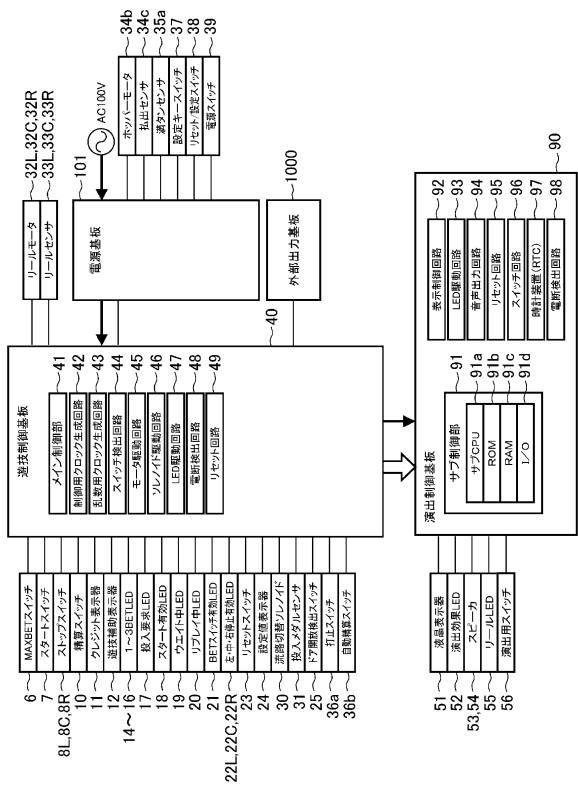 34b
34c
35a
37
38
39
ホッパーモータ
払出センサ
満タンセンサ
設定キースイッチ
リセット/設定スイッチ
電源スイッチ
AC100V
32L,32C,32R
33L,33C,33R
リールモータ
リールセンサ
101
電源基板
1000
外部出力基板
40
遊技制御基板
メイン制御部
制御用クロック生成回路
乱数用クロック生成回路
スイッチ検出回路
モータ駆動回路
ソレノイド駆動回路
LED駆動回路
電断検出回路
リセット回路
41
42
43
44
45
46
47
48
49
MAXBETスイッチ
スタートスイッチ
ストップスイッチ
精算スイッチ
クレジット表示器
遊技補助表示器
1~3BETLED
投入要求LED
スタート有効LED
ウエイト中LED
リプレイ中LED
BETスイッチ有効LED
左・中・右停止有効LED
リセットスイッチ
設定値表示器
流路切替ソレノイド
投入メダルセンサ
ドア開放検出スイッチ
打止スイッチ
自動精算スイッチ
6
7
8L,8C,8R
10
11
12
14~16
17
18
19
20
21
22L,22C,22R
23
24
30
31
25
36a
36b
90
演出制御基板
サブ制御部
91
サブCPU
ROM
RAM
I/O
91a
91b
91c
91d
表示制御回路
LED駆動回路
音声出力回路
リセット回路
スイッチ回路
時計装置(RTC)
電断検出回路
92
93
94
95
96
97
98
液晶表示器
演出効果LED
スピーカ
リールLED
演出用スイッチ
51
52
53,54
55
56